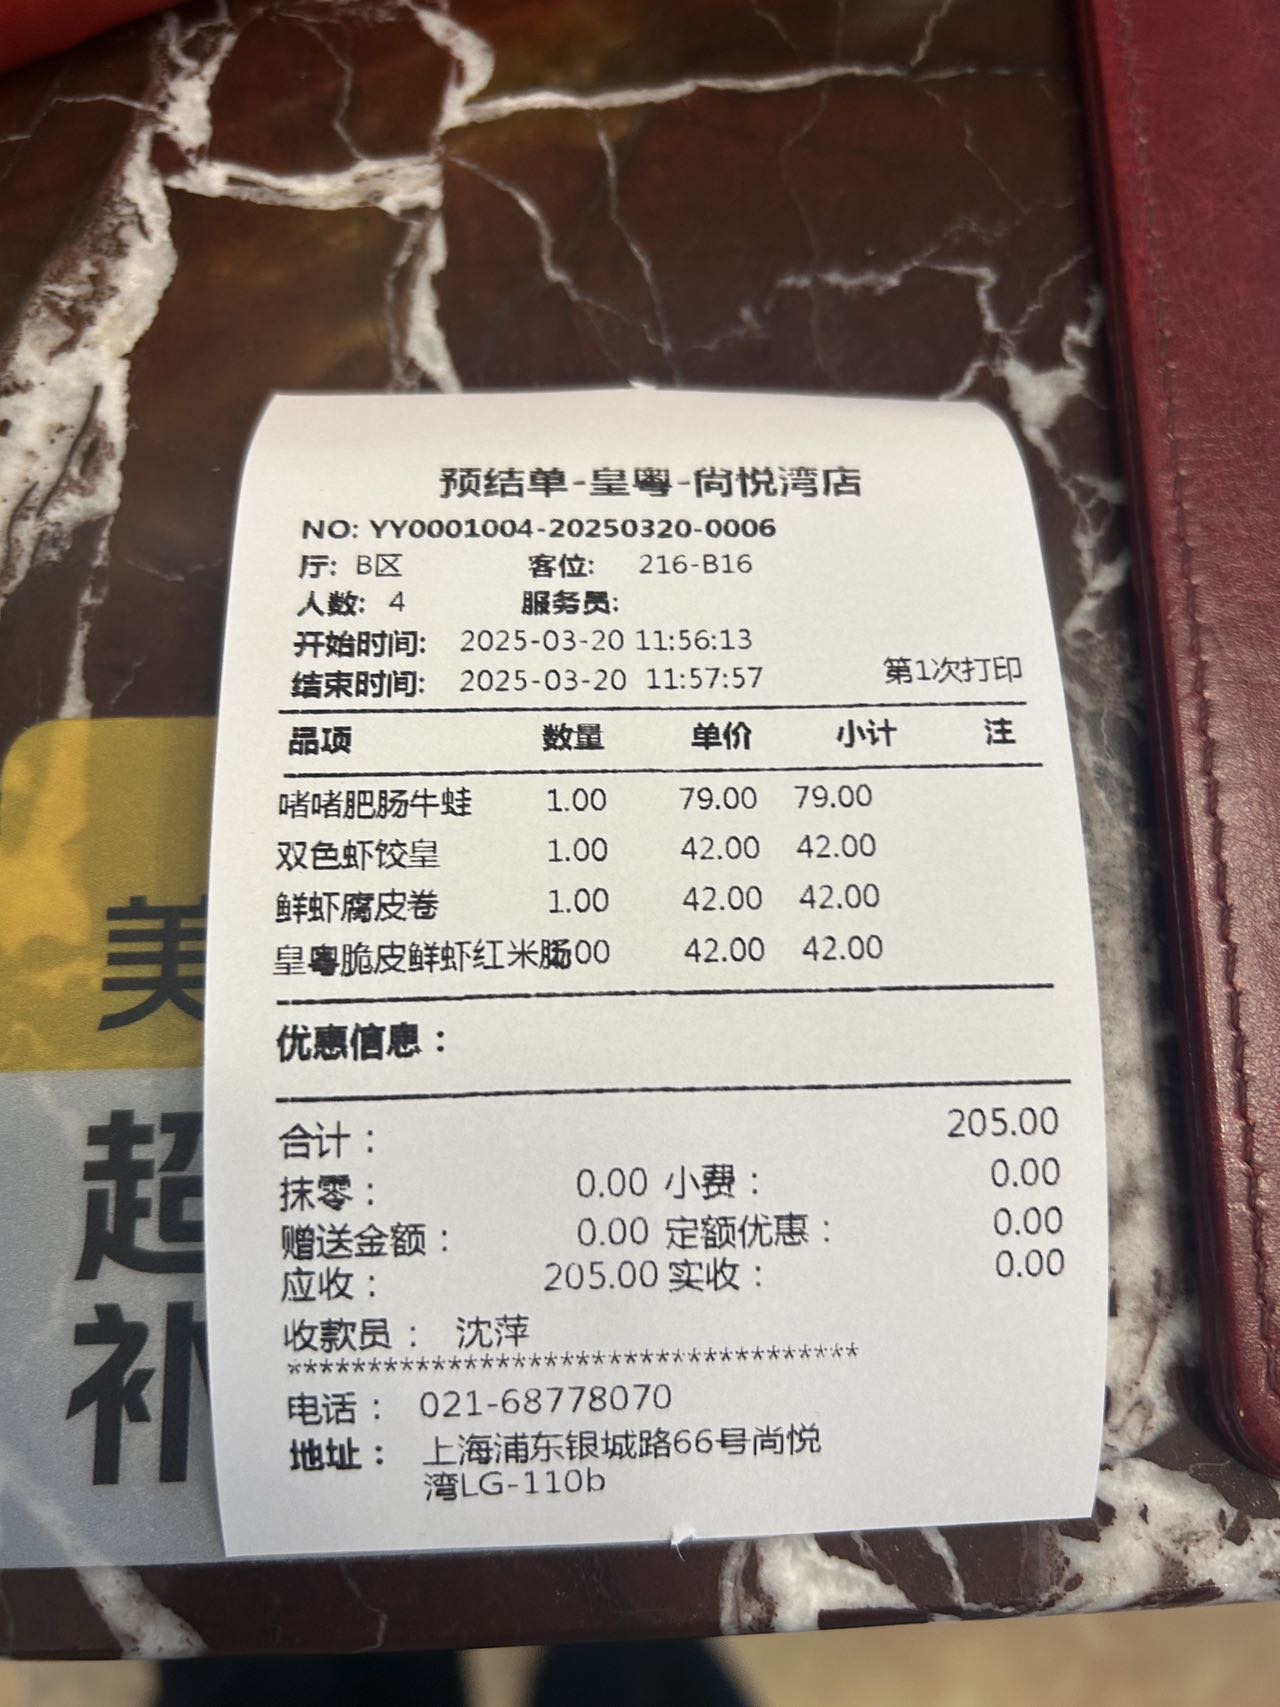 预结单-皇粤-尚悦湾店
NO: YY0001004-20250320-0006
厅: B区 客位: 216-B16
人数: 4 服务员:
开始时间: 2025-03-20 11:56:13
结束时间: 2025-03-20 11:57:57 第1次打印
品项 数量 单价 小计 注
啫啫肥肠牛蛙 1.00 79.00 79.00
双色虾饺皇 1.00 42.00 42.00
鲜虾腐皮卷 1.00 42.00 42.00
皇粤脆皮鲜虾红米肠 .00 42.00 42.00
优惠信息：
合计： 205.00
抹零： 0.00 小费： 0.00
赠送金额： 0.00 定额优惠： 0.00
应收： 205.00 实收： 0.00
收款员： 沈萍
************************************
电话： 021-68778070
地址： 上海浦东银城路66号尚悦
湾LG-110b
美
超
补